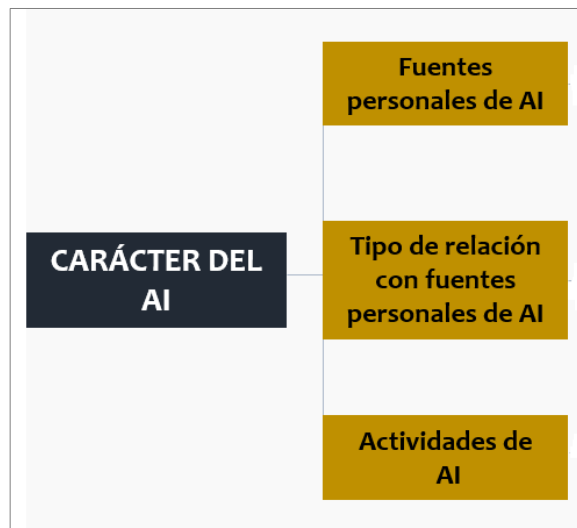 Fuentes
personales de AI
CARÁCTER DEL
AI
Tipo de relación
con fuentes
personales de AI
Actividades de
AI